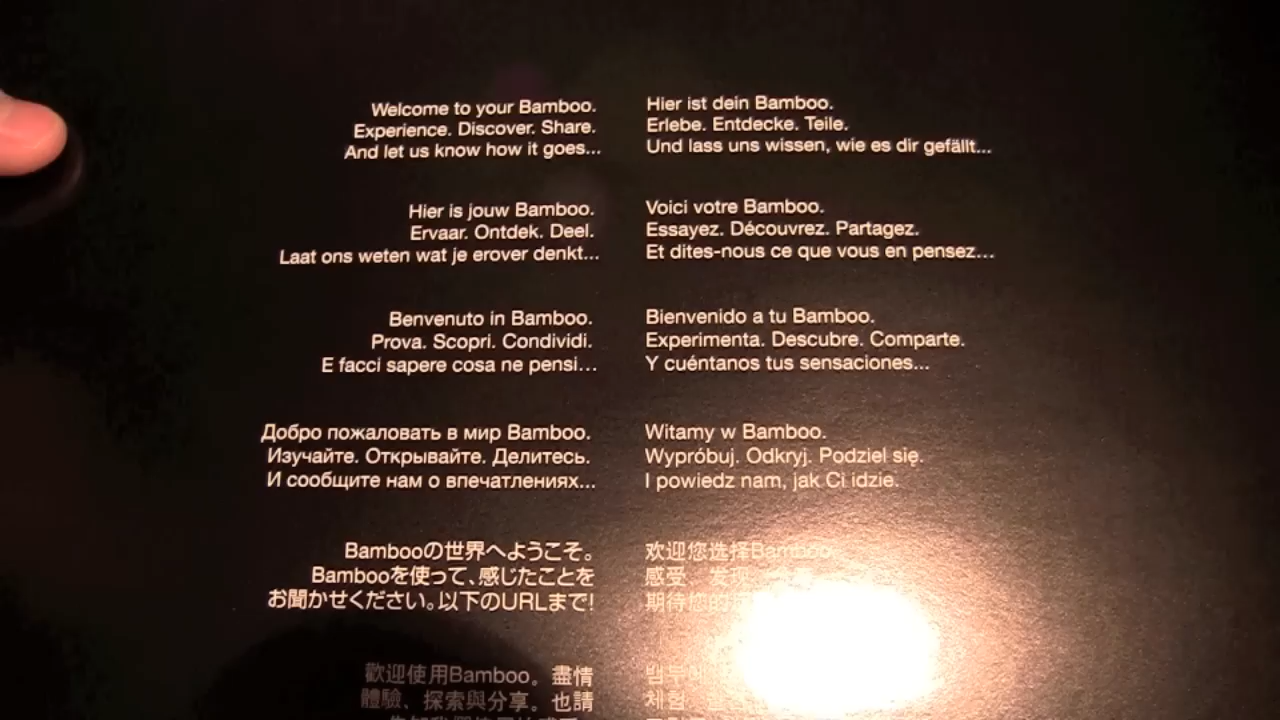 Welcome to your Bamboo.
Experience. Discover. Share.
And let us know how it goes...
Hier ist dein Bamboo.
Erlebe. Entdecke. Teile.
Und lass uns wissen, wie es dir gefällt...
Hier is jouw Bamboo.
Ervaar. Ontdek. Deel.
Laat ons weten wat je erover denkt...
Voici votre Bamboo.
Essayez. Découvrez. Partagez.
Et dites-nous ce que vous en pensez...
Benvenuto in Bamboo.
Prova. Scopri. Condividi.
E facci sapere cosa ne pensi...
Bienvenido a tu Bamboo.
Experimenta. Descubre. Comparte.
Y cuéntanos tus sensaciones...
Добро пожаловать в мир Bamboo.
Изучайте. Открывайте. Делитесь.
И сообщите нам о впечатлениях...
Witamy w Bamboo.
Wypróbuj. Odkryj. Podziel się.
I powiedz nam, jak Ci idzie.
Bambooの世界へようこそ。
Bambooを使って、感じたことを
お聞かせください。以下のURLまで!
欢迎您选择Bamboo
感受、发现
期待您的
歡迎使用Bamboo。盡情
體驗、探索與分享。也請
체험